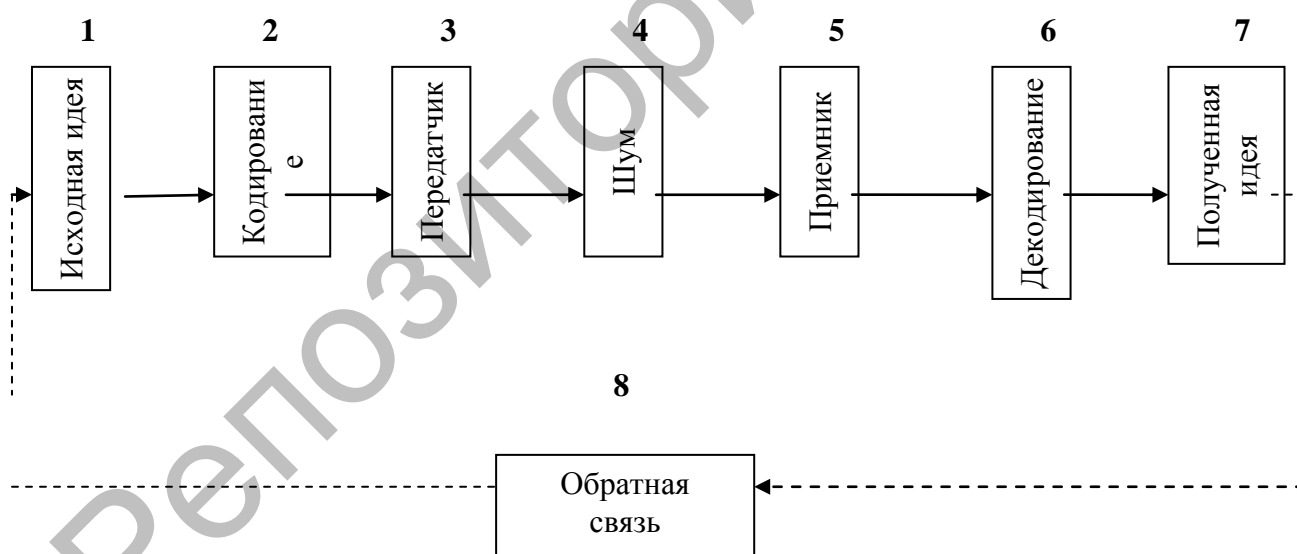 1 2 3 4 5 6 7
Исходная идея
Кодировани
е
Передатчик
Шум
Приемник
Декодирование
Полученная
идея
8
Обратная
связь
Репозитори